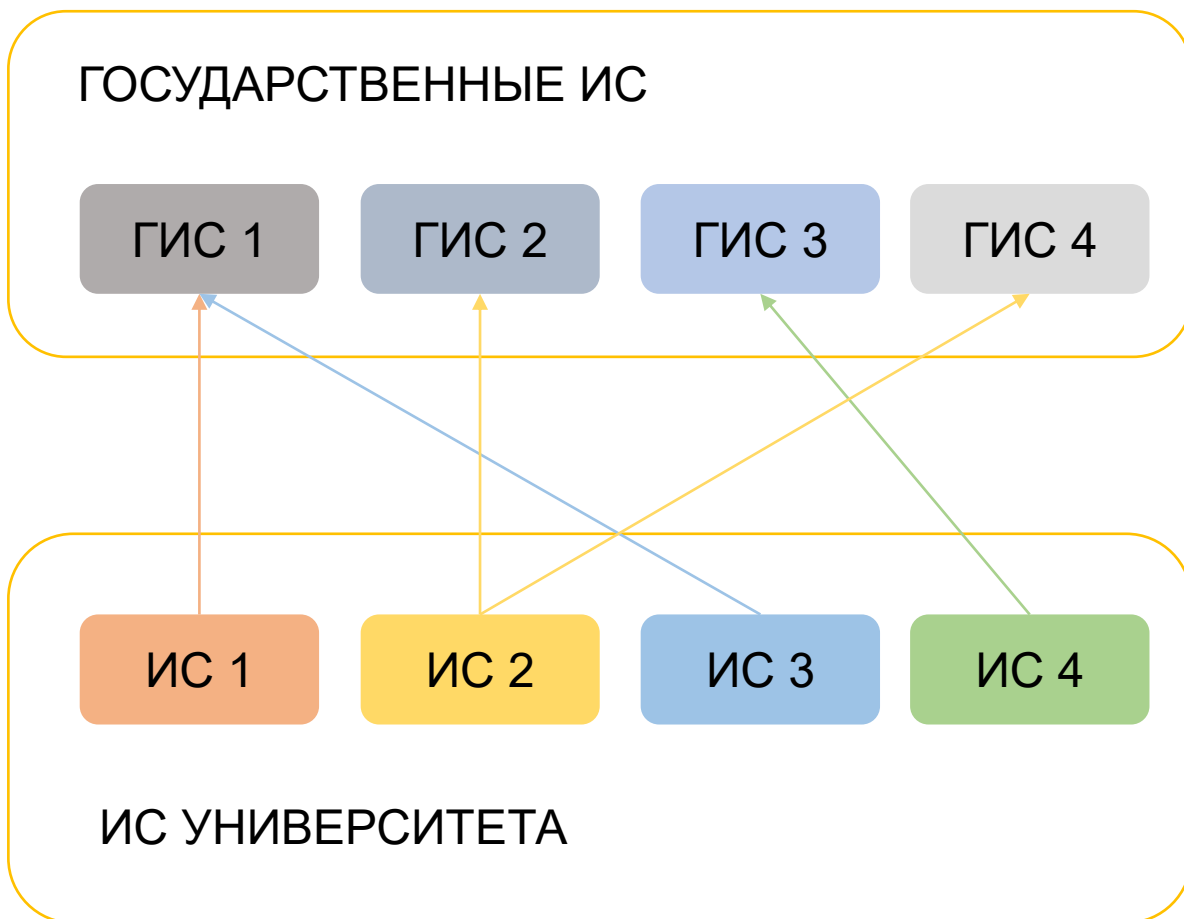 ГОСУДАРСТВЕННЫЕ ИС
ГИС 1
ГИС 2
ГИС 3
ГИС 4
ИС 1
ИС 2
ИС 3
ИС 4
ИС УНИВЕРСИТЕТА